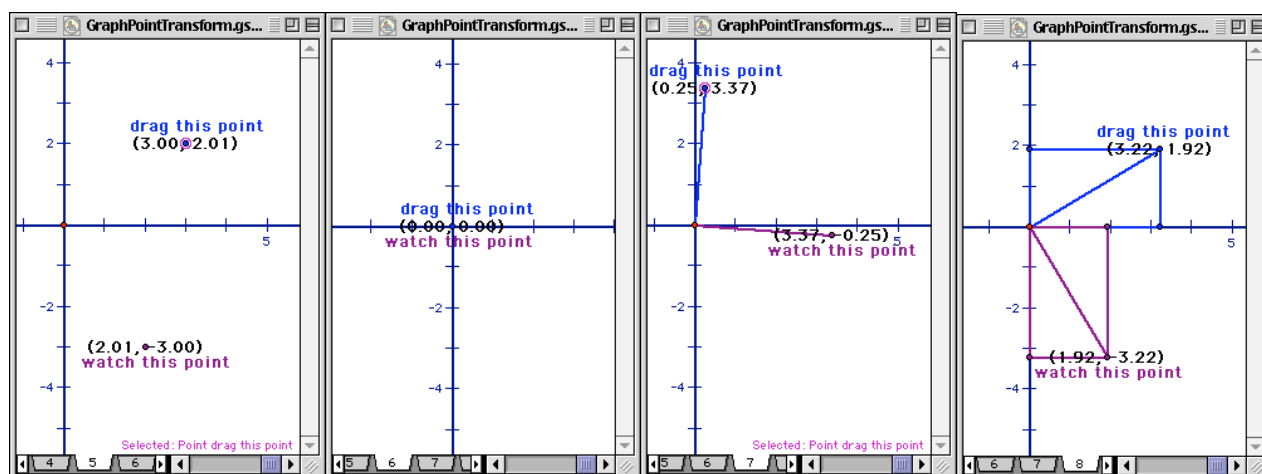 GraphPointTransform.gs...
4
drag this point
(3.00, 2.01)
2
5
-2
(2.01, -3.00)
watch this point
-4
Selected: Point drag this point
4
5
6
GraphPointTransform.gs...
4
2
drag this point
(0.00, 0.00)
watch this point
-2
-4
5
6
7
GraphPointTransform.gs...
4
drag this point
(0.25, 3.37)
2
(3.37, -0.25)
5
watch this point
-2
-4
Selected: Point drag this point
5
6
7
GraphPointTransform.gs...
4
drag this point
2
(3.22, 1.92)
5
-2
(1.92, -3.22)
watch this point
-4
6
7
8